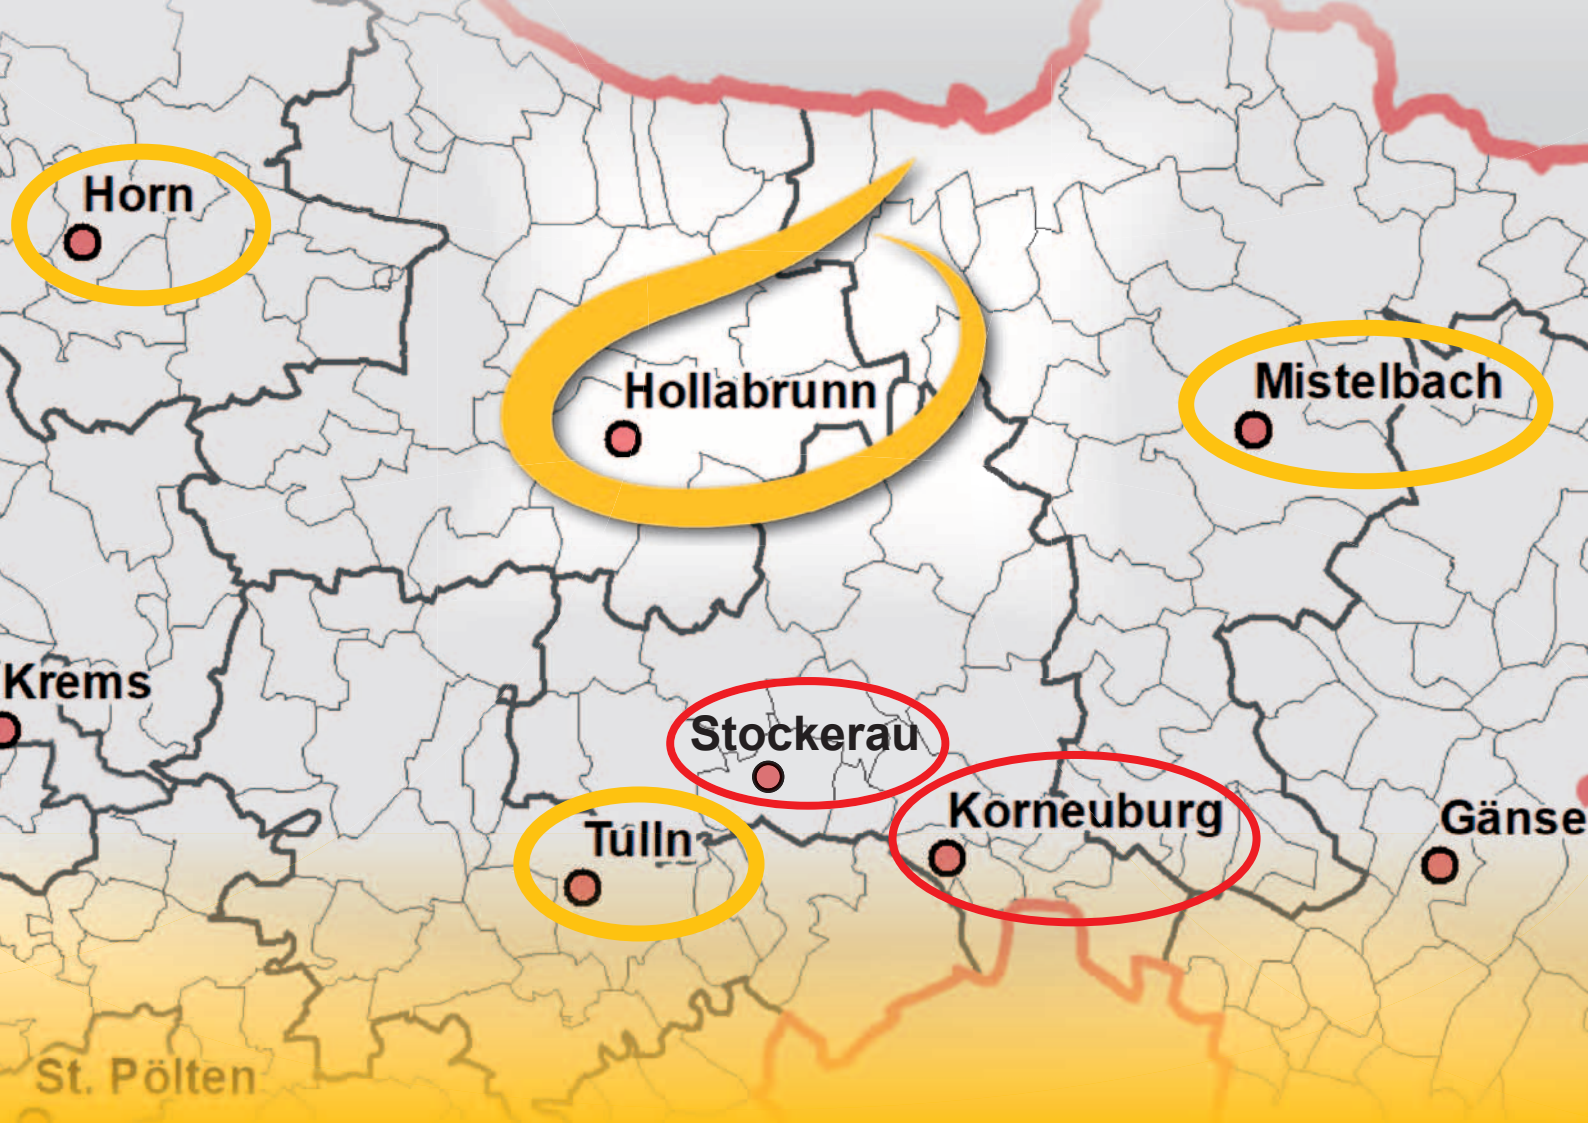 Horn
Mistelbach
Hollabrunn
Krems
Stockerau
Korneuburg
Gänse
Tulln
St. Pölten